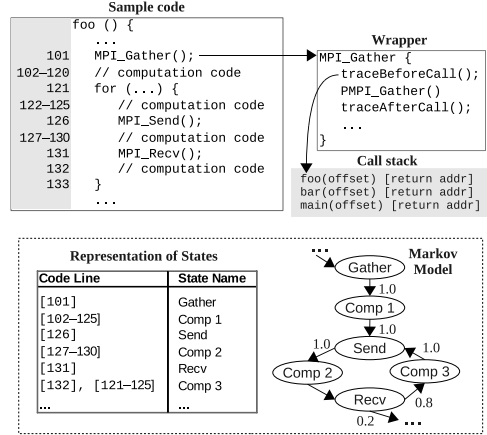 Sample code
foo () {
...
101 MPI_Gather();
102–120 // computation code
121 for (...) {
122–125 // computation code
126 MPI_Send();
127–130 // computation code
131 MPI_Recv();
132 // computation code
133 }
...
Wrapper
MPI_Gather {
traceBeforeCall();
PMPI_Gather()
traceAfterCall();
...
}
Call stack
foo(offset) [return addr]
bar(offset) [return addr]
main(offset) [return addr]
Representation of States
Code Line State Name
[101] Gather
[102–125] Comp 1
[126] Send
[127–130] Comp 2
[131] Recv
[132], [121–125] Comp 3
... ...
Markov
Model
...
Gather
1.0
Comp 1
1.0
Send
1.0 1.0
Comp 2 Comp 3
Recv 0.8
0.2 ...